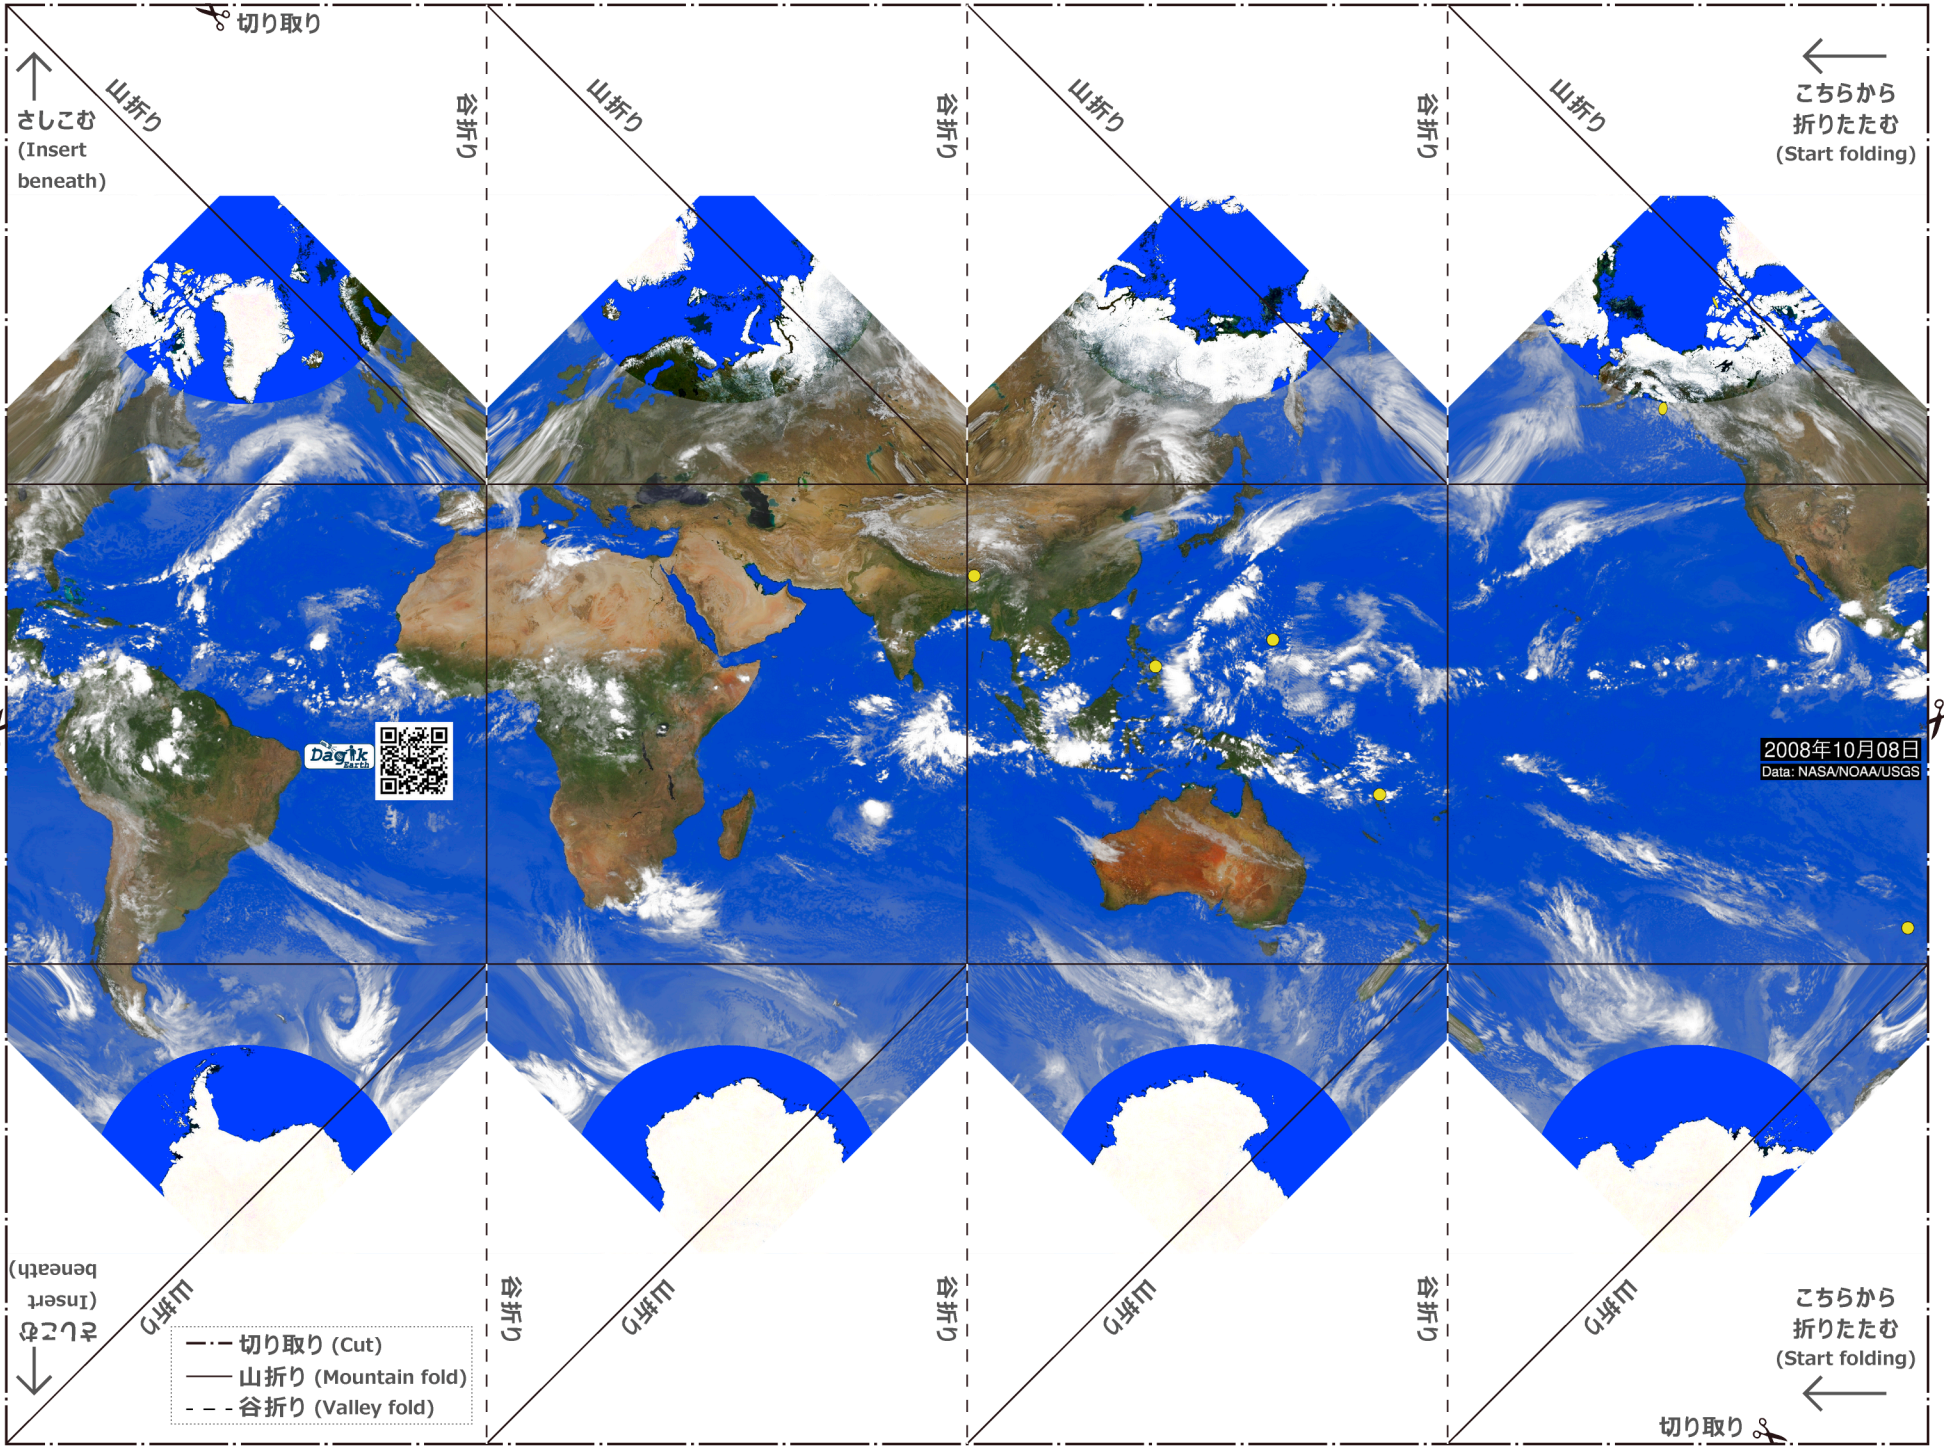 切り取り
山折り
谷折り
山折り
谷折り
山折り
谷折り
山折り
こちらから
折りたたむ
(Start folding)
さしこむ
(Insert
beneath)
Dagik
Earth
2008年10月08日
Data: NASA/NOAA/USGS
さしこむ
(Insert
beneath)
山折り
谷折り
山折り
谷折り
山折り
谷折り
山折り
こちらから
折りたたむ
(Start folding)
切り取り (Cut)
山折り (Mountain fold)
谷折り (Valley fold)
切り取り